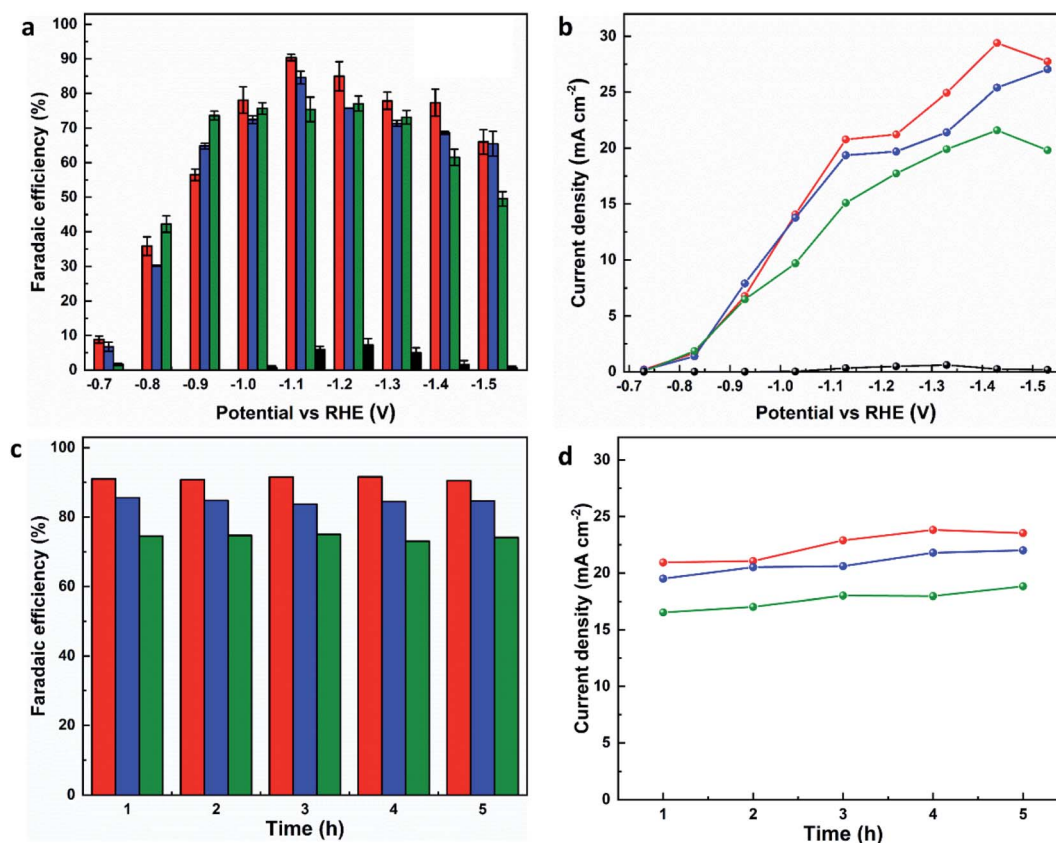 a
Faradaic efficiency (%)
100
90
80
70
60
50
40
30
20
10
0
-0.7 -0.8 -0.9 -1.0 -1.1 -1.2 -1.3 -1.4 -1.5
Potential vs RHE (V)
b
Current density (mA cm⁻²)
30
25
20
15
10
5
0
-0.7 -0.8 -0.9 -1.0 -1.1 -1.2 -1.3 -1.4 -1.5
Potential vs RHE (V)
c
Faradaic efficiency (%)
100
80
60
40
20
0
1 2 3 4 5
Time (h)
d
Current density (mA cm⁻²)
30
25
20
15
10
5
0
1 2 3 4 5
Time (h)